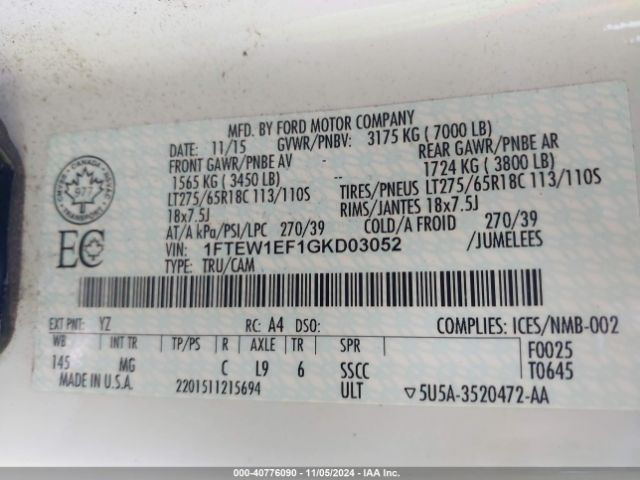 MFD. BY FORD MOTOR COMPANY
DATE: 11/15 GVWR/PNBV: 3175 KG ( 7000 LB)
FRONT GAWR/PNBE AV REAR GAWR/PNBE AR
1565 KG ( 3450 LB) 1724 KG ( 3800 LB)
LT275/65R18C 113/110S TIRES/PNEUS LT275/65R18C 113/110S
18x7.5J RIMS/JANTES 18x7.5J
AT/A kPa/PSI/LPC 270/39 COLD/A FROID 270/39
VIN: 1FTEW1EF1GKD03052 /JUMELEES
TYPE: TRU/CAM
CANADA
977
TRANSPORT
EC
EXT PNT: YZ RC: A4 DSO: COMPLIES: ICES/NMB-002
WB INT TR TP/PS R AXLE TR SPR F0025
145 MG C L9 6 SSCC T0645
MADE IN U.S.A. 2201511215694 ULT ▽5U5A-3520472-AA
000-40776090 - 11/05/2024 - IAA Inc.